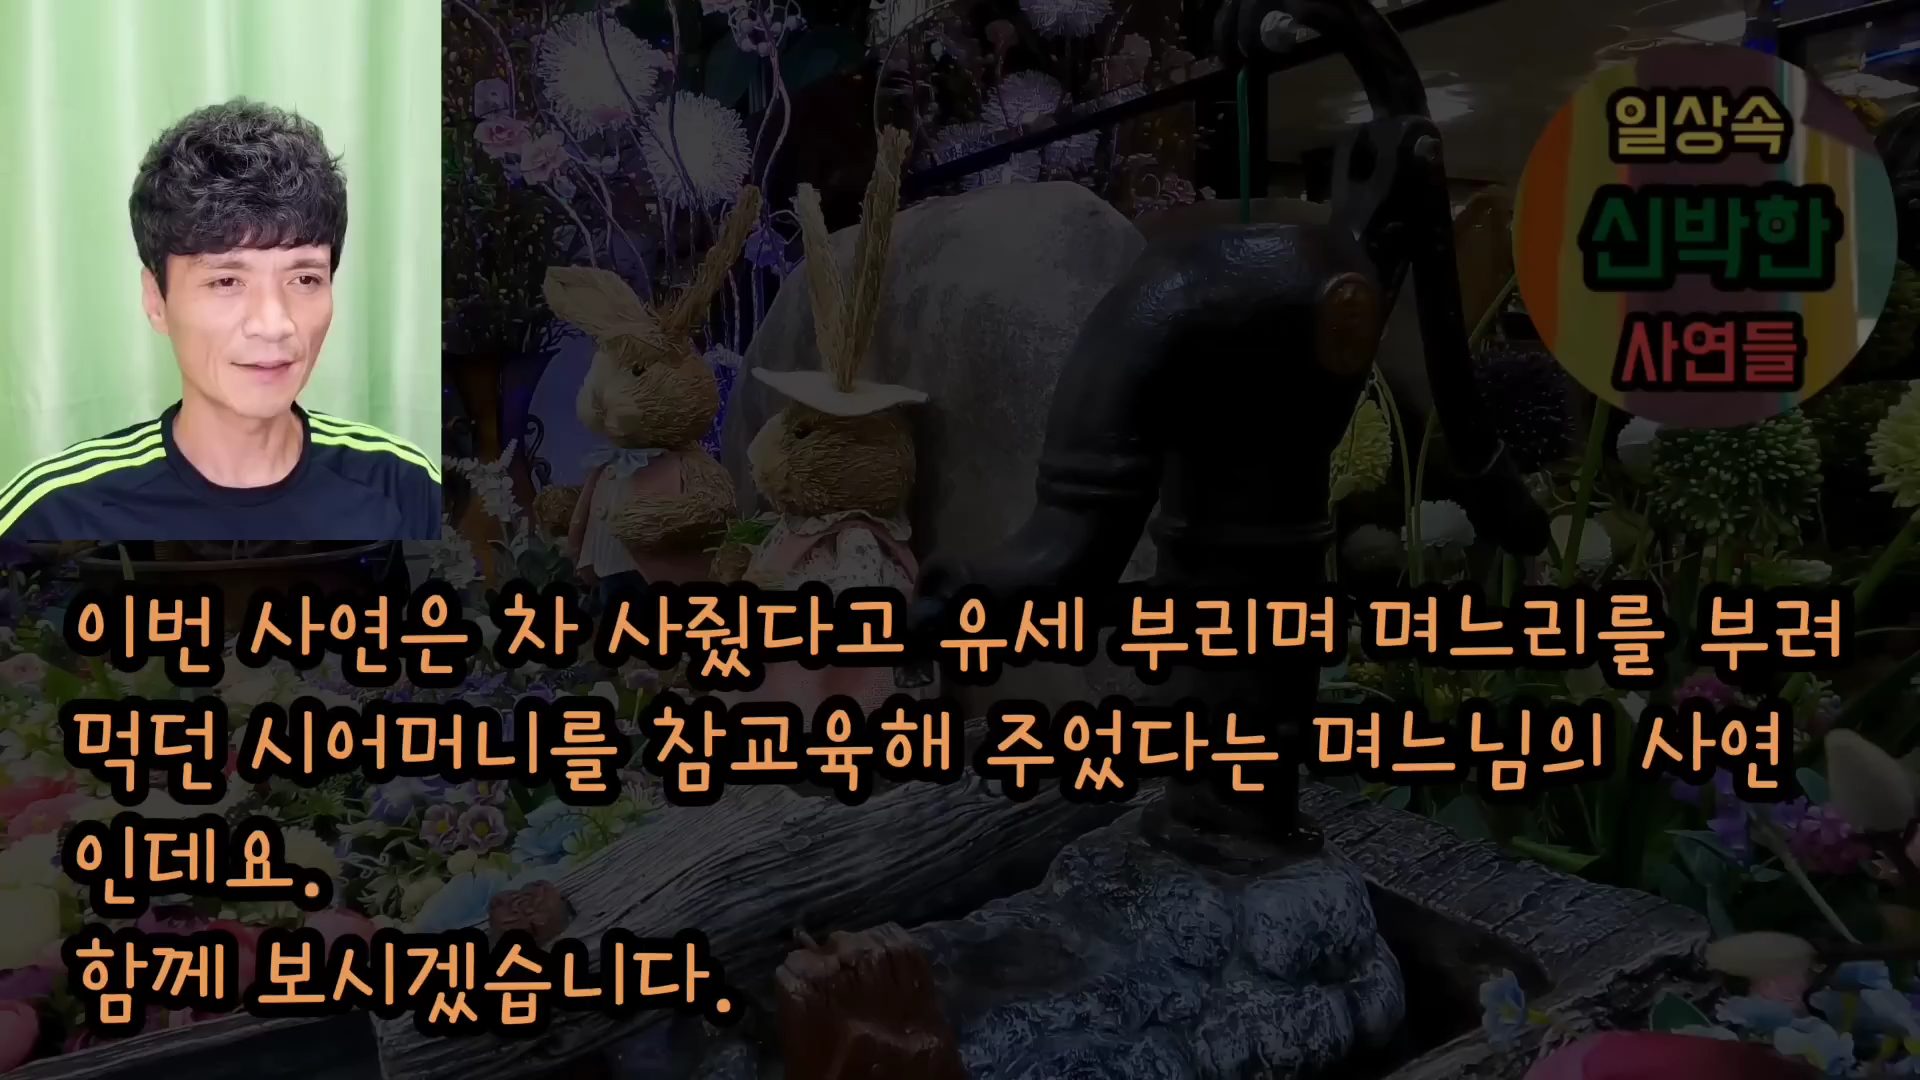 일상속
신박한
사연들
이번 사연은 차 사줬다고 유세 부리며 며느리를 부려
먹던 시어머니를 참교육해 주었다는 며느님의 사연
인데요.
함께 보시겠습니다.